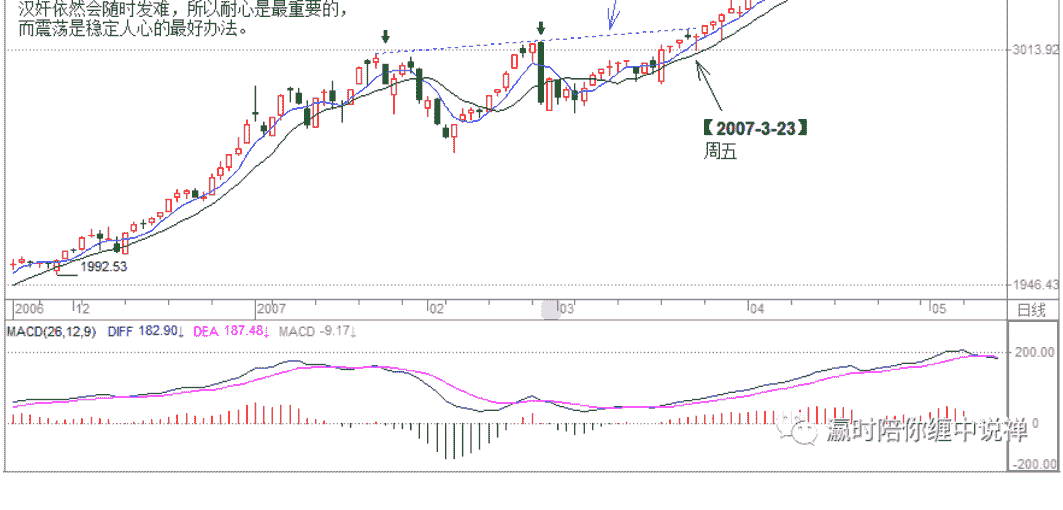 汉奸依然会随时发难，所以耐心是最重要的，
而震荡是稳定人心的最好办法。
3013.92
【2007-3-23】
周五
1992.53
1946.43
2006 12 2007 02 03 04 05 日线
MACD(26,12,9) DIFF 182.90↓ DEA 187.48↓ MACD -9.17↓
200.00
0
赢时陪你缠中说禅
-200.00